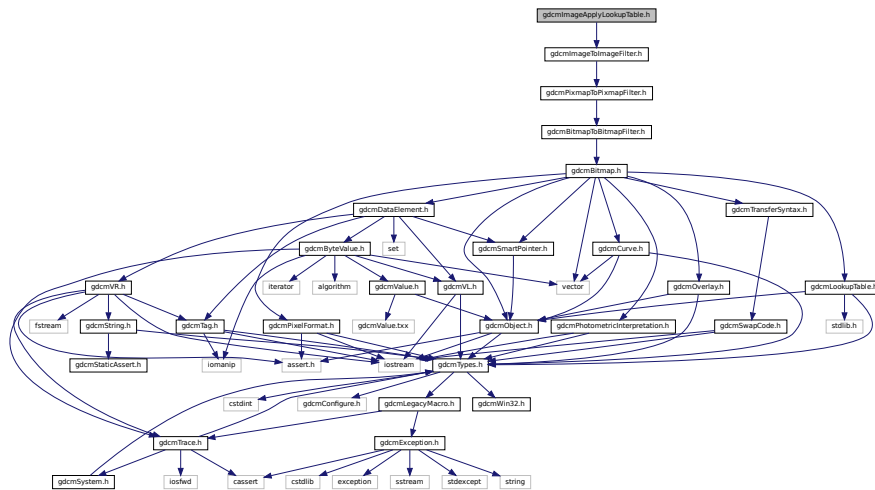 gdcmImageApplyLookupTable.h
gdcmImageToImageFilter.h
gdcmPixmapToPixmapFilter.h
gdcmBitmapToBitmapFilter.h
gdcmBitmap.h
gdcmDataElement.h
gdcmTransferSyntax.h
gdcmByteValue.h
set
gdcmSmartPointer.h
gdcmCurve.h
gdcmVR.h
iterator
algorithm
gdcmValue.h
gdcmVL.h
vector
gdcmOverlay.h
gdcmLookupTable.h
fstream
gdcmString.h
gdcmTag.h
gdcmPixelFormat.h
gdcmValue.txx
gdcmObject.h
gdcmPhotometricInterpretation.h
gdcmSwapCode.h
stdlib.h
gdcmStaticAssert.h
iomanip
assert.h
iostream
gdcmTypes.h
cstdint
gdcmConfigure.h
gdcmLegacyMacro.h
gdcmWin32.h
gdcmTrace.h
gdcmException.h
gdcmSystem.h
iosfwd
cassert
cstdlib
exception
sstream
stdexcept
string